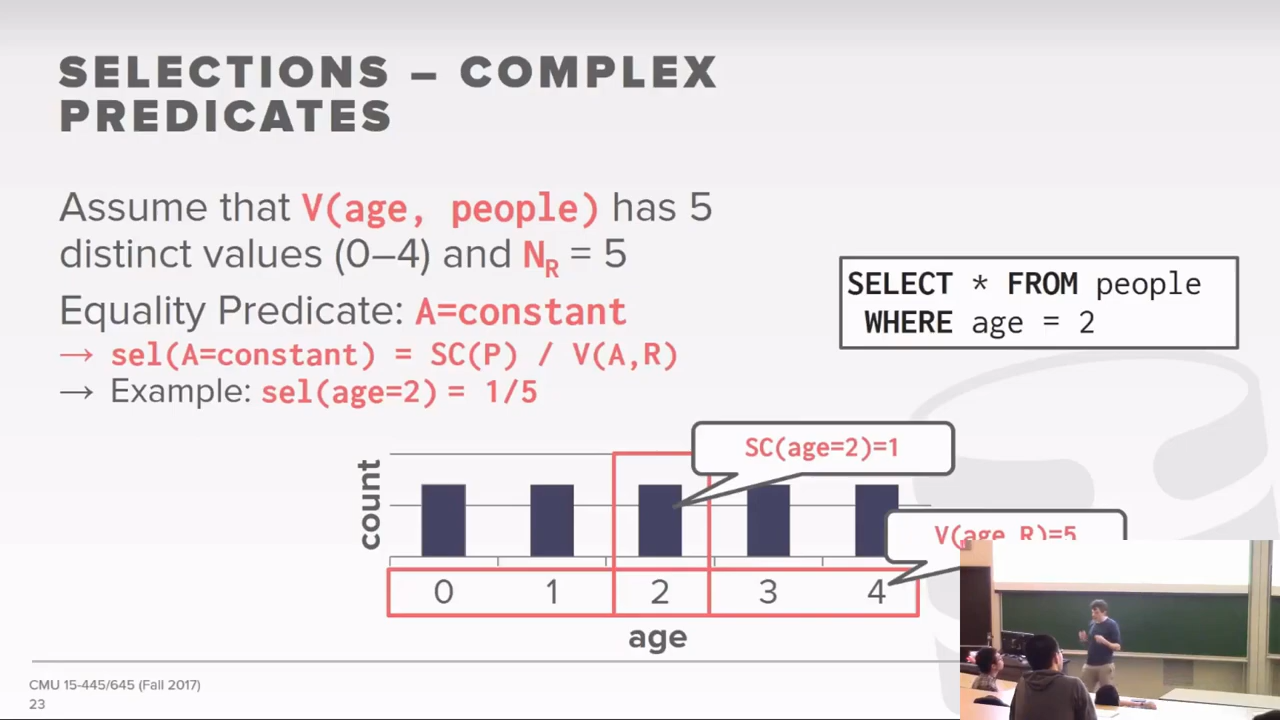 SELECTIONS – COMPLEX
PREDICATES
Assume that V(age, people) has 5
distinct values (0–4) and NR = 5
Equality Predicate: A=constant
→ sel(A=constant) = SC(P) / V(A,R)
→ Example: sel(age=2) = 1/5
SELECT * FROM people
WHERE age = 2
SC(age=2)=1
V(age,R)=5
count
0 1 2 3 4
age
CMU 15-445/645 (Fall 2017)
23